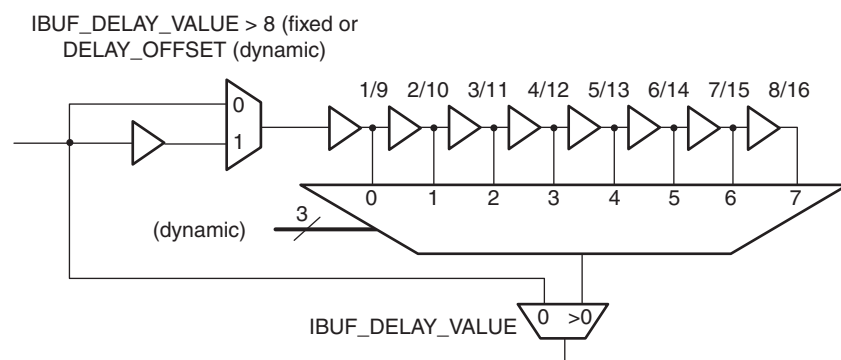 IBUF_DELAY_VALUE > 8 (fixed or
DELAY_OFFSET (dynamic)
1/9 2/10 3/11 4/12 5/13 6/14 7/15 8/16
0
1
0 1 2 3 4 5 6 7
3
(dynamic)
0 >0
IBUF_DELAY_VALUE